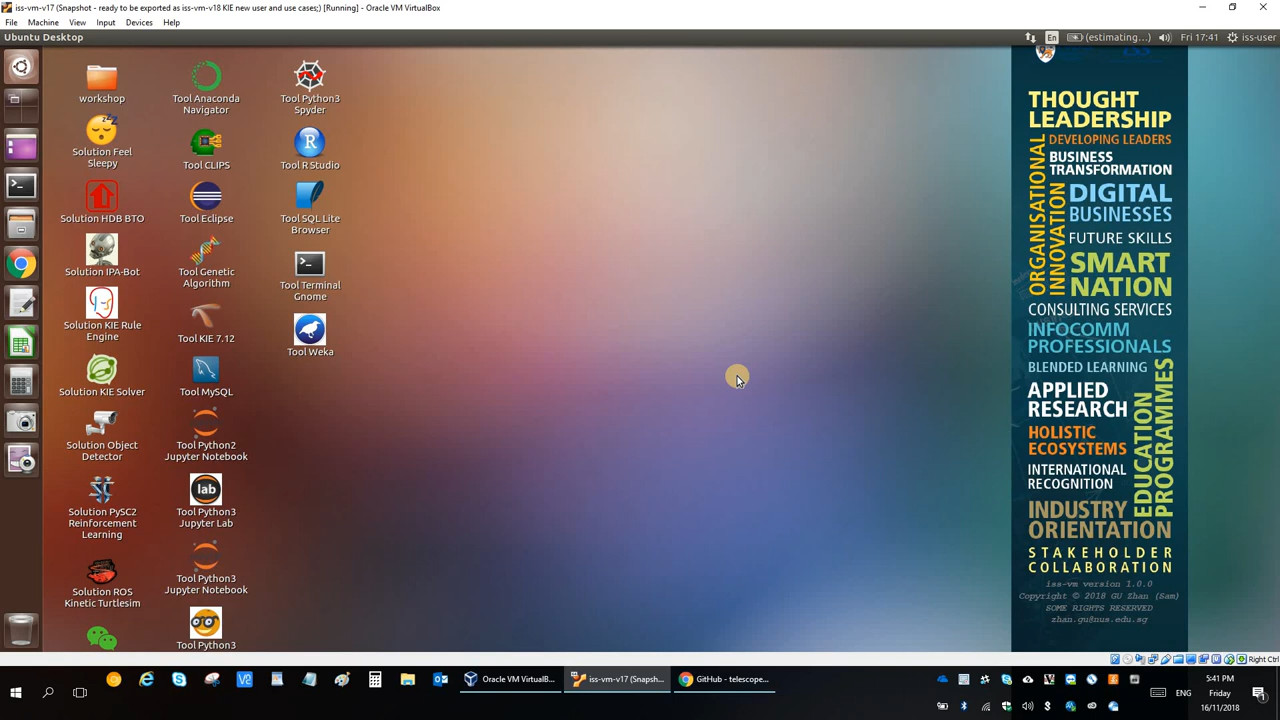 iss-vm-v17 (Snapshot - ready to be exported as iss-vm-v18 KIE new user and use cases;) [Running] - Oracle VM VirtualBox
File Machine View Input Devices Help
Ubuntu Desktop
En
(estimating...)
Fri 17:41
iss-user
workshop
Solution Feel
Sleepy
Solution HDB BTO
Solution IPA-Bot
Solution KIE Rule
Engine
Solution KIE Solver
Solution Object
Detector
Solution PySC2
Reinforcement
Learning
Solution ROS
Kinetic Turtlesim
Tool Anaconda
Navigator
Tool CLIPS
Tool Eclipse
Tool Genetic
Algorithm
Tool KIE 7.12
Tool MySQL
Tool Python2
Jupyter Notebook
lab
Tool Python3
Jupyter Lab
Tool Python3
Jupyter Notebook
Tool Python3
Tool Python3
Spyder
R
Tool R Studio
Tool SQL Lite
Browser
Tool Terminal
Gnome
Tool Weka
THOUGHT
LEADERSHIP
DEVELOPING LEADERS
ORGANISATIONAL
INNOVATION
BUSINESS
TRANSFORMATION
DIGITAL
BUSINESSES
FUTURE SKILLS
SMART
NATION
CONSULTING SERVICES
INFOCOMM
PROFESSIONALS
BLENDED LEARNING
APPLIED
RESEARCH
HOLISTIC
ECOSYSTEMS
INTERNATIONAL
RECOGNITION
EDUCATION
PROGRAMMES
INDUSTRY
ORIENTATION
STAKEHOLDER
COLLABORATION
iss-vm version 1.0.0
Copyright © 2018 GU Zhan (Sam)
SOME RIGHTS RESERVED
zhan.gu@nus.edu.sg
Right Ctrl
Oracle VM VirtualB...
iss-vm-v17 (Snapsh...
GitHub - telescope...
ENG
5:41 PM
Friday
16/11/2018